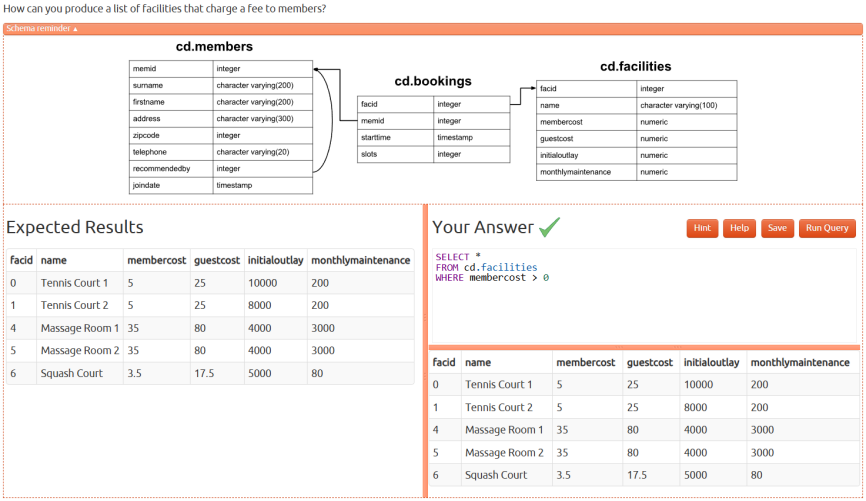 How can you produce a list of facilities that charge a fee to members?
Schema reminder ▲
cd.members
memid integer
surname character varying(200)
firstname character varying(200)
address character varying(300)
zipcode integer
telephone character varying(20)
recommendedby integer
joindate timestamp
cd.bookings
facid integer
memid integer
starttime timestamp
slots integer
cd.facilities
facid integer
name character varying(100)
membercost numeric
guestcost numeric
initialoutlay numeric
monthlymaintenance numeric
Expected Results
facid name membercost guestcost initialoutlay monthlymaintenance
0 Tennis Court 1 5 25 10000 200
1 Tennis Court 2 5 25 8000 200
4 Massage Room 1 35 80 4000 3000
5 Massage Room 2 35 80 4000 3000
6 Squash Court 3.5 17.5 5000 80
Your Answer
Hint Help Save Run Query
SELECT *
FROM cd.facilities
WHERE membercost > 0
facid name membercost guestcost initialoutlay monthlymaintenance
0 Tennis Court 1 5 25 10000 200
1 Tennis Court 2 5 25 8000 200
4 Massage Room 1 35 80 4000 3000
5 Massage Room 2 35 80 4000 3000
6 Squash Court 3.5 17.5 5000 80